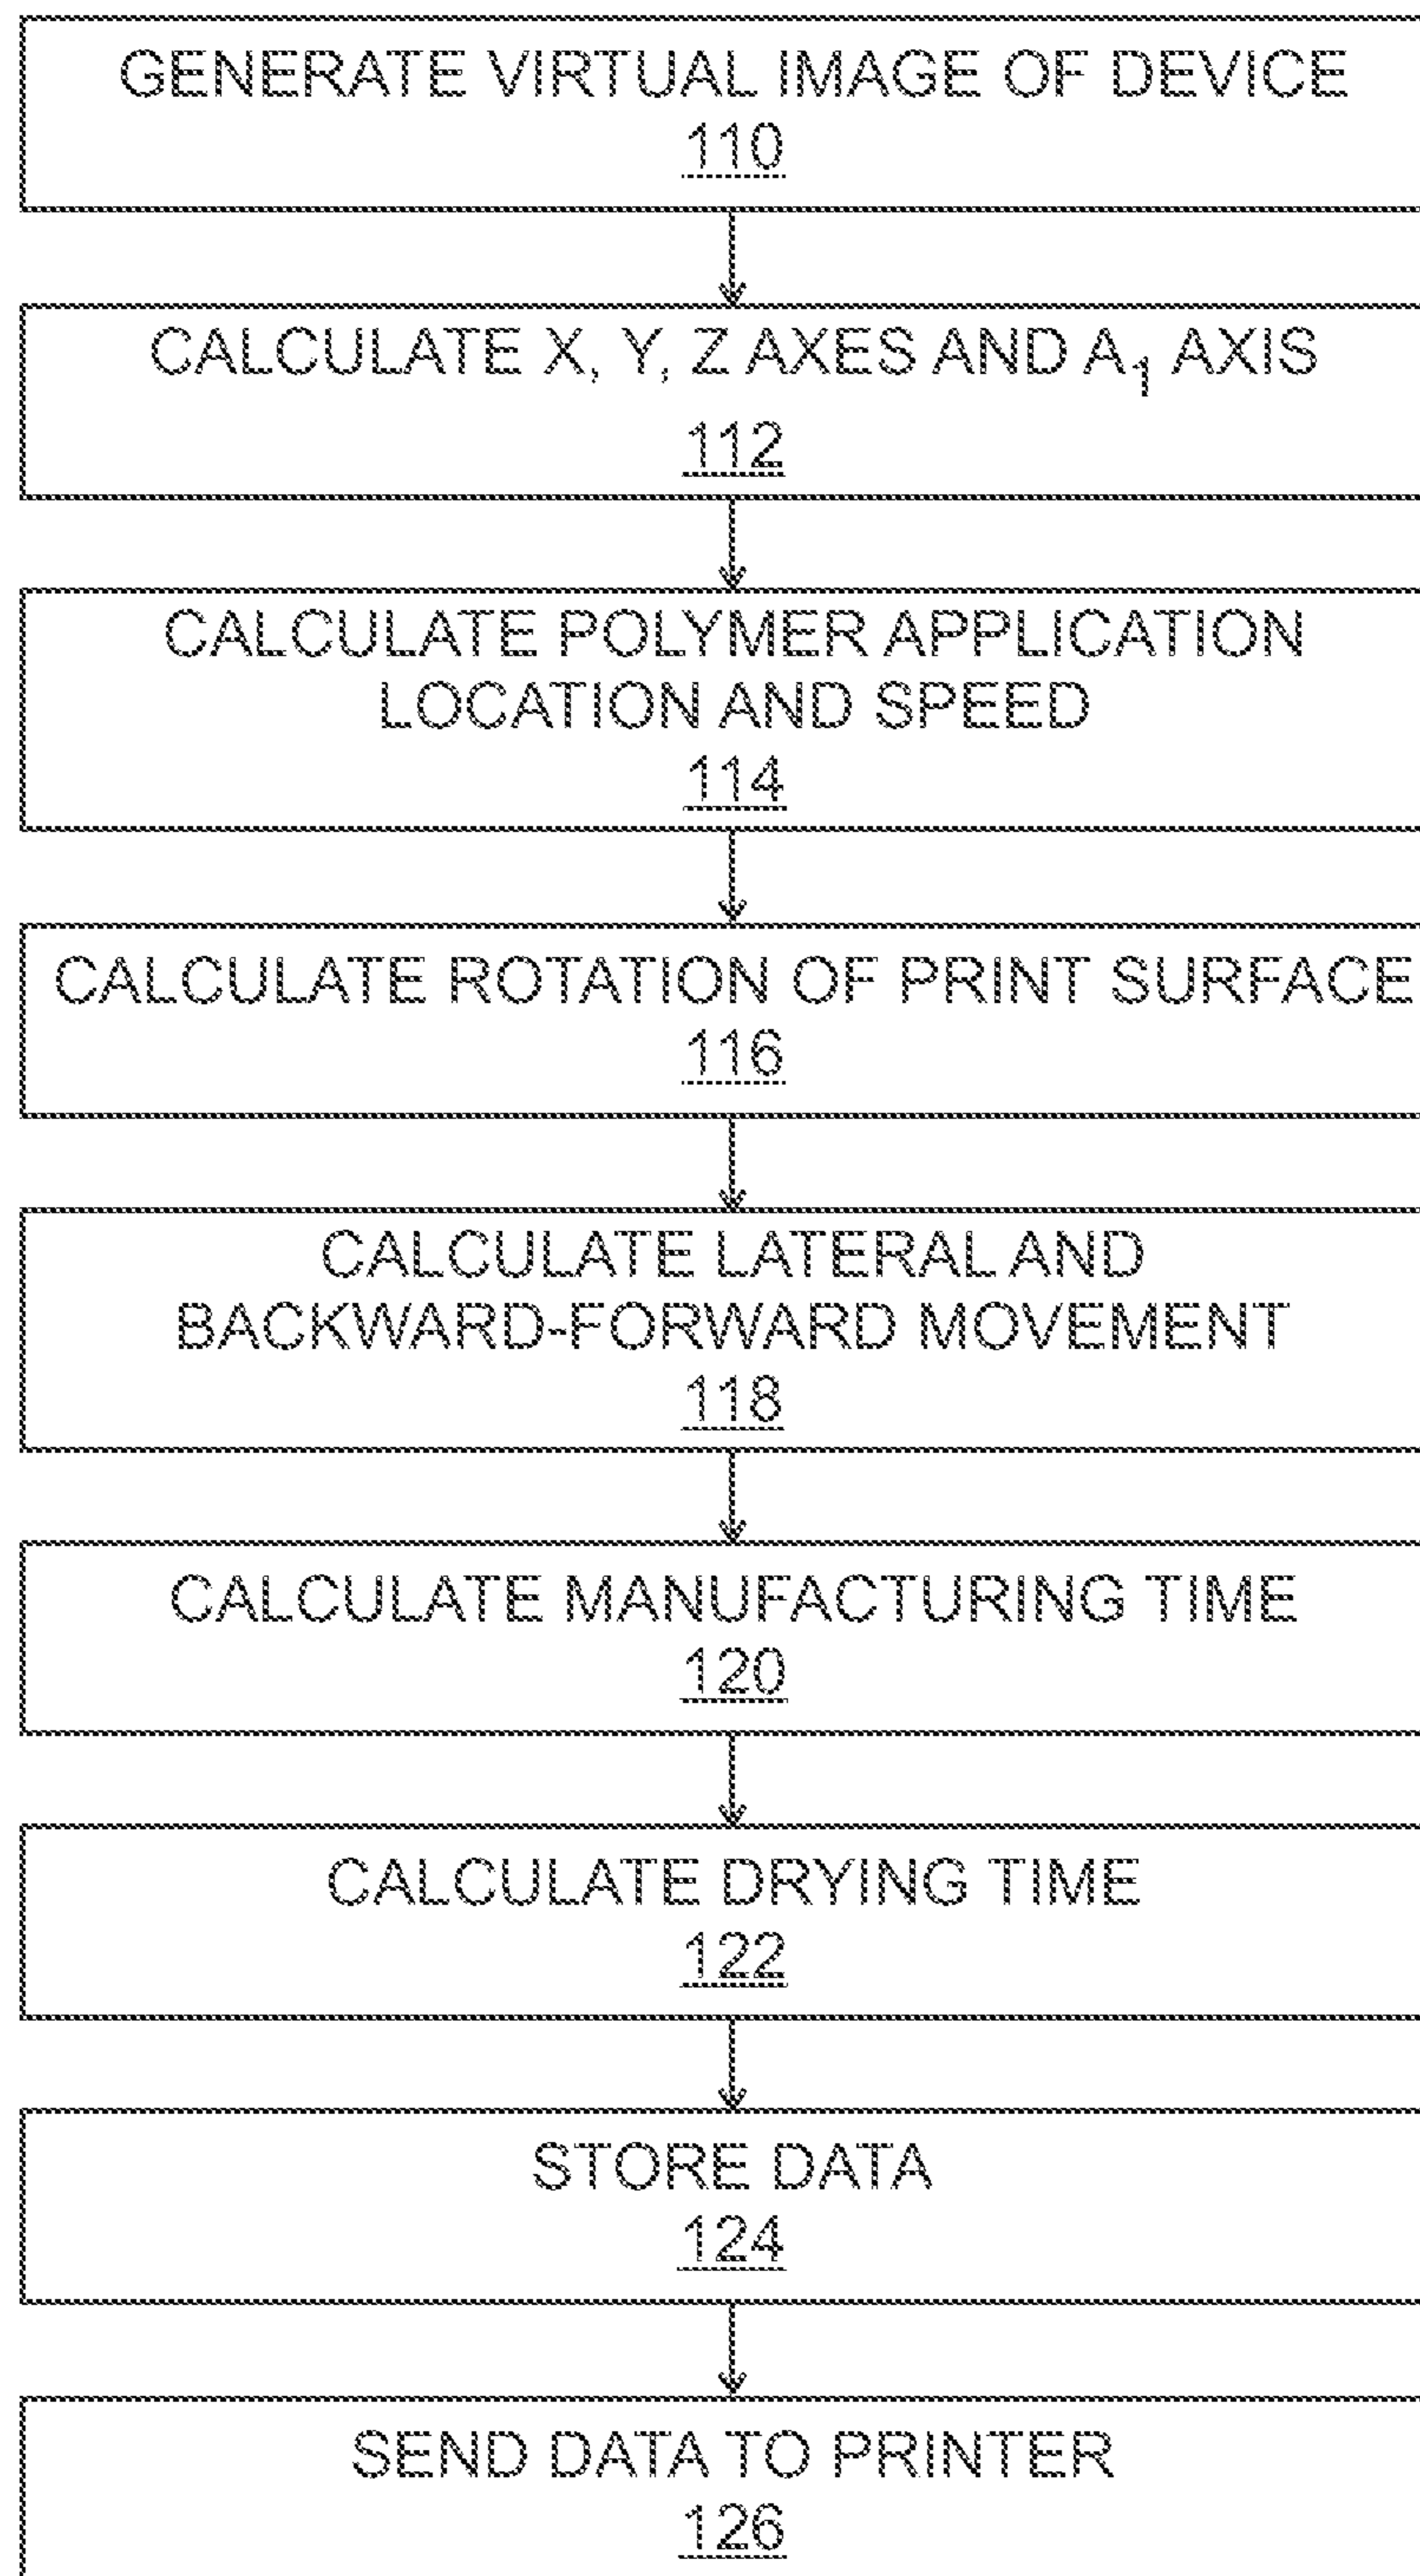 GENERATE VIRTUAL IMAGE OF DEVICE
110
CALCULATE X, Y, Z AXES AND A₁ AXIS
112
CALCULATE POLYMER APPLICATION
LOCATION AND SPEED
114
CALCULATE ROTATION OF PRINT SURFACE
116
CALCULATE LATERAL AND
BACKWARD-FORWARD MOVEMENT
118
CALCULATE MANUFACTURING TIME
120
CALCULATE DRYING TIME
122
STORE DATA
124
SEND DATA TO PRINTER
126